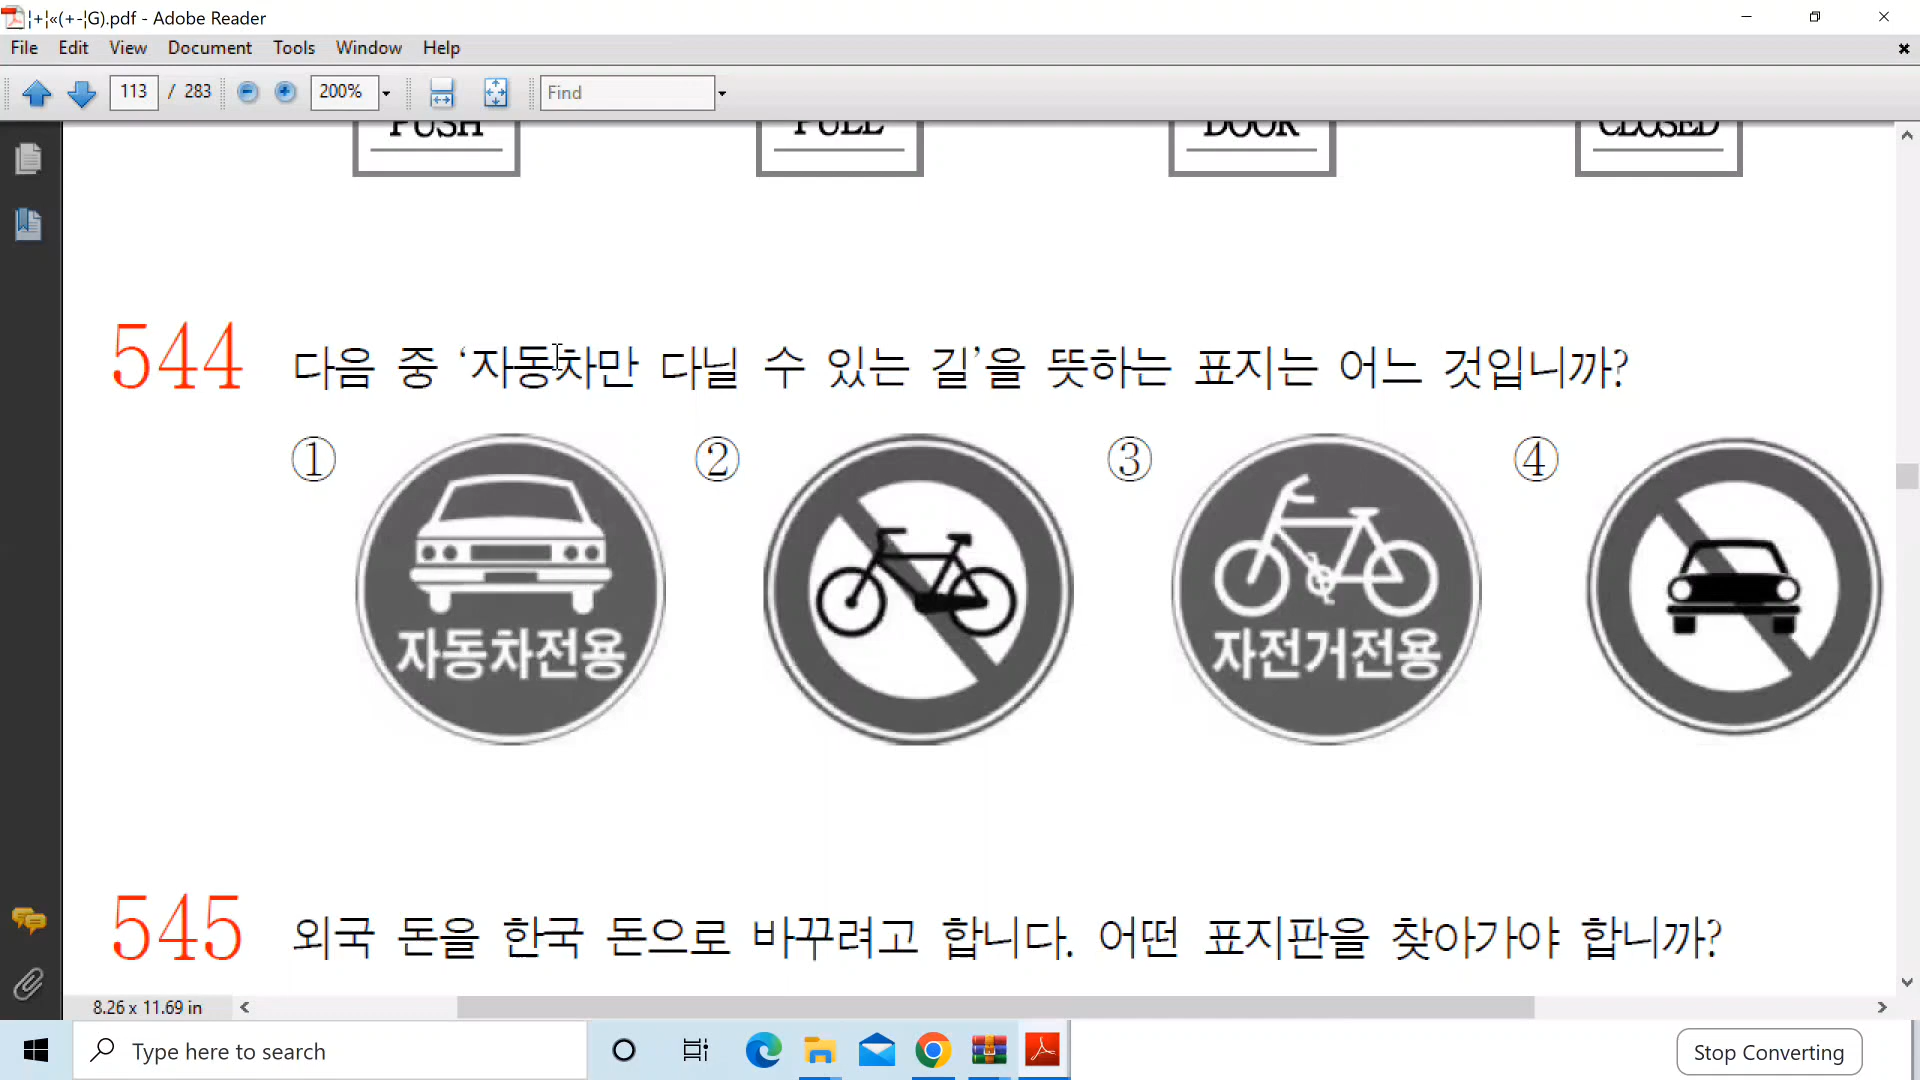 ¦+¦«(+-¦G).pdf - Adobe Reader
File Edit View Document Tools Window Help
113 / 283 200% Find
PUSH PULL DOOR CLOSED
544 다음 중 ‘자동차만 다닐 수 있는 길’을 뜻하는 표지는 어느 것입니까?
① ② ③ ④
자동차전용 자전거전용
545 외국 돈을 한국 돈으로 바꾸려고 합니다. 어떤 표지판을 찾아가야 합니까?
8.26 x 11.69 in
Type here to search Stop Converting